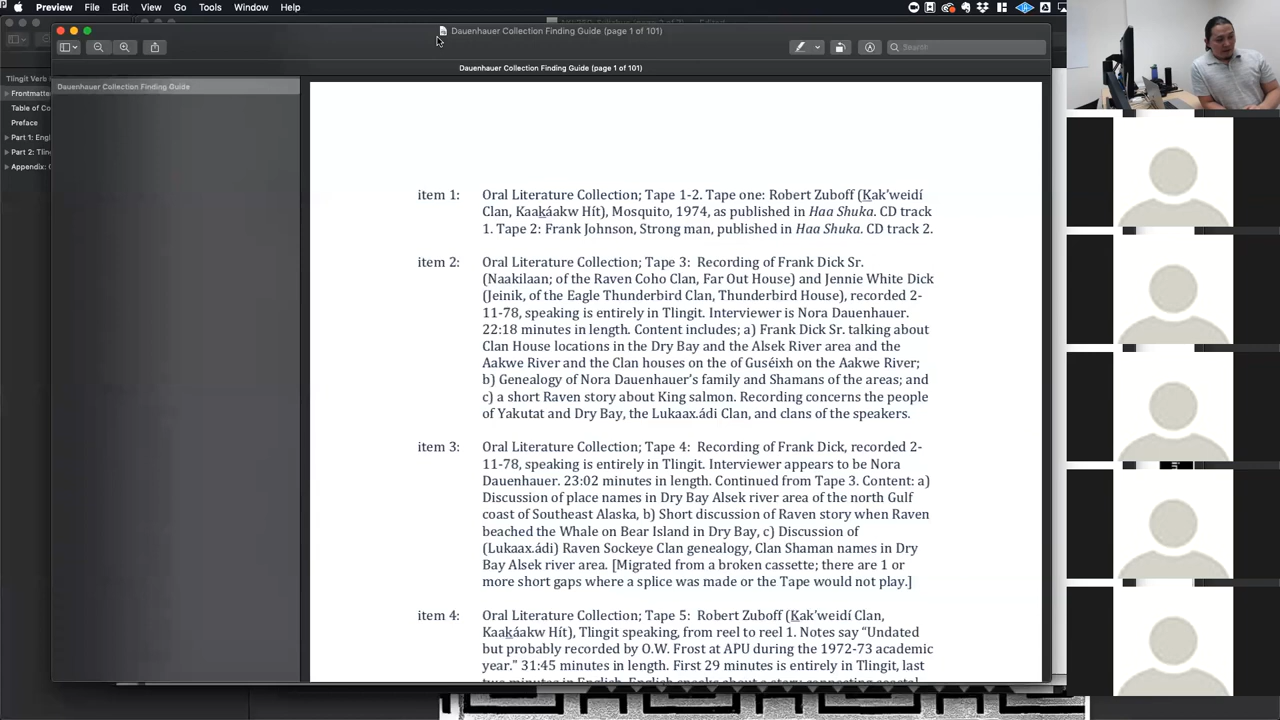 Preview File Edit View Go Tools Window Help
Dauenhauer Collection Finding Guide (page 1 of 101)
Search
Dauenhauer Collection Finding Guide (page 1 of 101)
Tlingit Verb
Dauenhauer Collection Finding Guide
Frontmatte
Table of Co
Preface
Part 1: Engl
Part 2: Tlin
Appendix: C
item 1: Oral Literature Collection; Tape 1-2. Tape one: Robert Zuboff (Ḵak’weidí
Clan, Kaaḵáakw Hít), Mosquito, 1974, as published in Haa Shuka. CD track
1. Tape 2: Frank Johnson, Strong man, published in Haa Shuka. CD track 2.
item 2: Oral Literature Collection; Tape 3: Recording of Frank Dick Sr.
(Naakilaan; of the Raven Coho Clan, Far Out House) and Jennie White Dick
(Jeinik, of the Eagle Thunderbird Clan, Thunderbird House), recorded 2-
11-78, speaking is entirely in Tlingit. Interviewer is Nora Dauenhauer.
22:18 minutes in length. Content includes; a) Frank Dick Sr. talking about
Clan House locations in the Dry Bay and the Alsek River area and the
Aakwe River and the Clan houses on the of Guséixh on the Aakwe River;
b) Genealogy of Nora Dauenhauer’s family and Shamans of the areas; and
c) a short Raven story about King salmon. Recording concerns the people
of Yakutat and Dry Bay, the Lukaax.ádi Clan, and clans of the speakers.
item 3: Oral Literature Collection; Tape 4: Recording of Frank Dick, recorded 2-
11-78, speaking is entirely in Tlingit. Interviewer appears to be Nora
Dauenhauer. 23:02 minutes in length. Continued from Tape 3. Content: a)
Discussion of place names in Dry Bay Alsek river area of the north Gulf
coast of Southeast Alaska, b) Short discussion of Raven story when Raven
beached the Whale on Bear Island in Dry Bay, c) Discussion of
(Lukaax.ádi) Raven Sockeye Clan genealogy, Clan Shaman names in Dry
Bay Alsek river area. [Migrated from a broken cassette; there are 1 or
more short gaps where a splice was made or the Tape would not play.]
item 4: Oral Literature Collection; Tape 5: Robert Zuboff (Ḵak’weidí Clan,
Kaaḵáakw Hít), Tlingit speaking, from reel to reel 1. Notes say “Undated
but probably recorded by O.W. Frost at APU during the 1972-73 academic
year.” 31:45 minutes in length. First 29 minutes is entirely in Tlingit, last